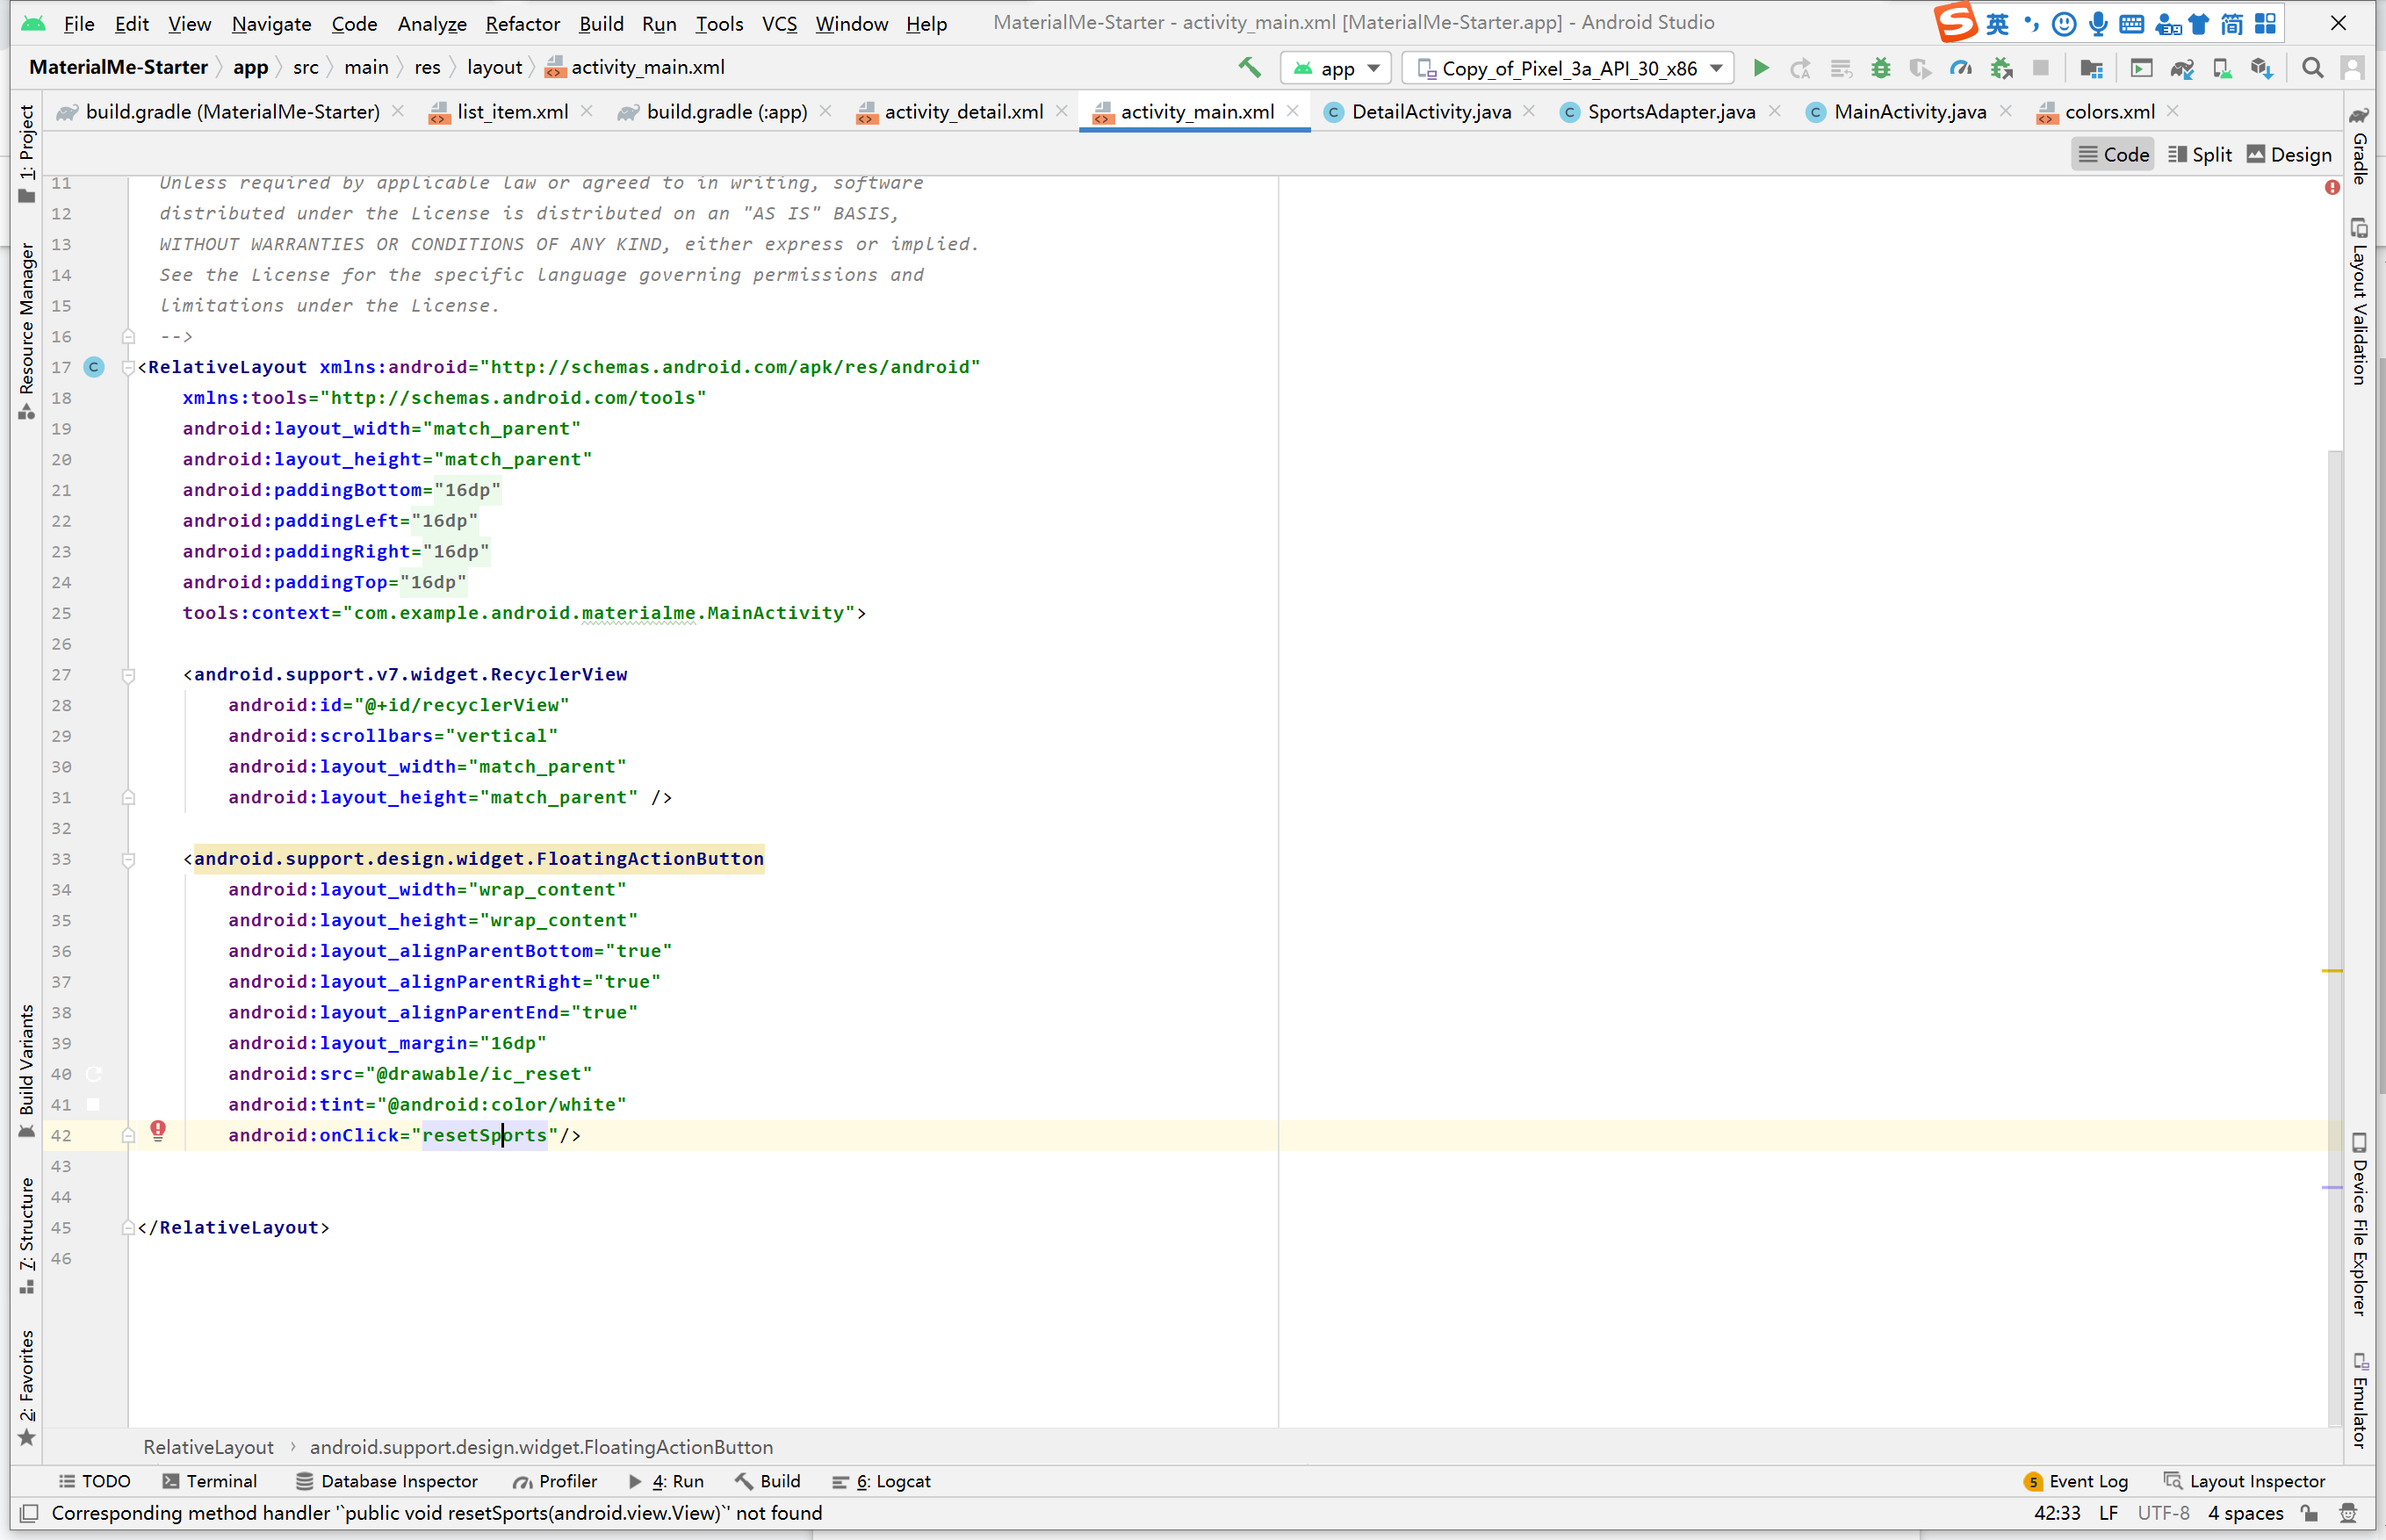 File Edit View Navigate Code Analyze Refactor Build Run Tools VCS Window Help MaterialMe-Starter - activity_main.xml [MaterialMe-Starter.app] - Android Studio
英 简
MaterialMe-Starter app src main res layout activity_main.xml app Copy_of_Pixel_3a_API_30_x86
build.gradle (MaterialMe-Starter) list_item.xml build.gradle (:app) activity_detail.xml activity_main.xml DetailActivity.java SportsAdapter.java MainActivity.java colors.xml
Code Split Design
1: Project
Resource Manager
Build Variants
7: Structure
2: Favorites
11 Unless required by applicable law or agreed to in writing, software
12 distributed under the License is distributed on an "AS IS" BASIS,
13 WITHOUT WARRANTIES OR CONDITIONS OF ANY KIND, either express or implied.
14 See the License for the specific language governing permissions and
15 limitations under the License.
16 -->
17 <RelativeLayout xmlns:android="http://schemas.android.com/apk/res/android"
18 xmlns:tools="http://schemas.android.com/tools"
19 android:layout_width="match_parent"
20 android:layout_height="match_parent"
21 android:paddingBottom="16dp"
22 android:paddingLeft="16dp"
23 android:paddingRight="16dp"
24 android:paddingTop="16dp"
25 tools:context="com.example.android.materialme.MainActivity">
26
27 <android.support.v7.widget.RecyclerView
28 android:id="@+id/recyclerView"
29 android:scrollbars="vertical"
30 android:layout_width="match_parent"
31 android:layout_height="match_parent" />
32
33 <android.support.design.widget.FloatingActionButton
34 android:layout_width="wrap_content"
35 android:layout_height="wrap_content"
36 android:layout_alignParentBottom="true"
37 android:layout_alignParentRight="true"
38 android:layout_alignParentEnd="true"
39 android:layout_margin="16dp"
40 android:src="@drawable/ic_reset"
41 android:tint="@android:color/white"
42 android:onClick="resetSports"/>
43
44
45 </RelativeLayout>
46
Gradle
Layout Validation
Device File Explorer
Emulator
RelativeLayout › android.support.design.widget.FloatingActionButton
TODO Terminal Database Inspector Profiler 4: Run Build 6: Logcat 5 Event Log Layout Inspector
Corresponding method handler '`public void resetSports(android.view.View)`' not found 42:33 LF UTF-8 4 spaces